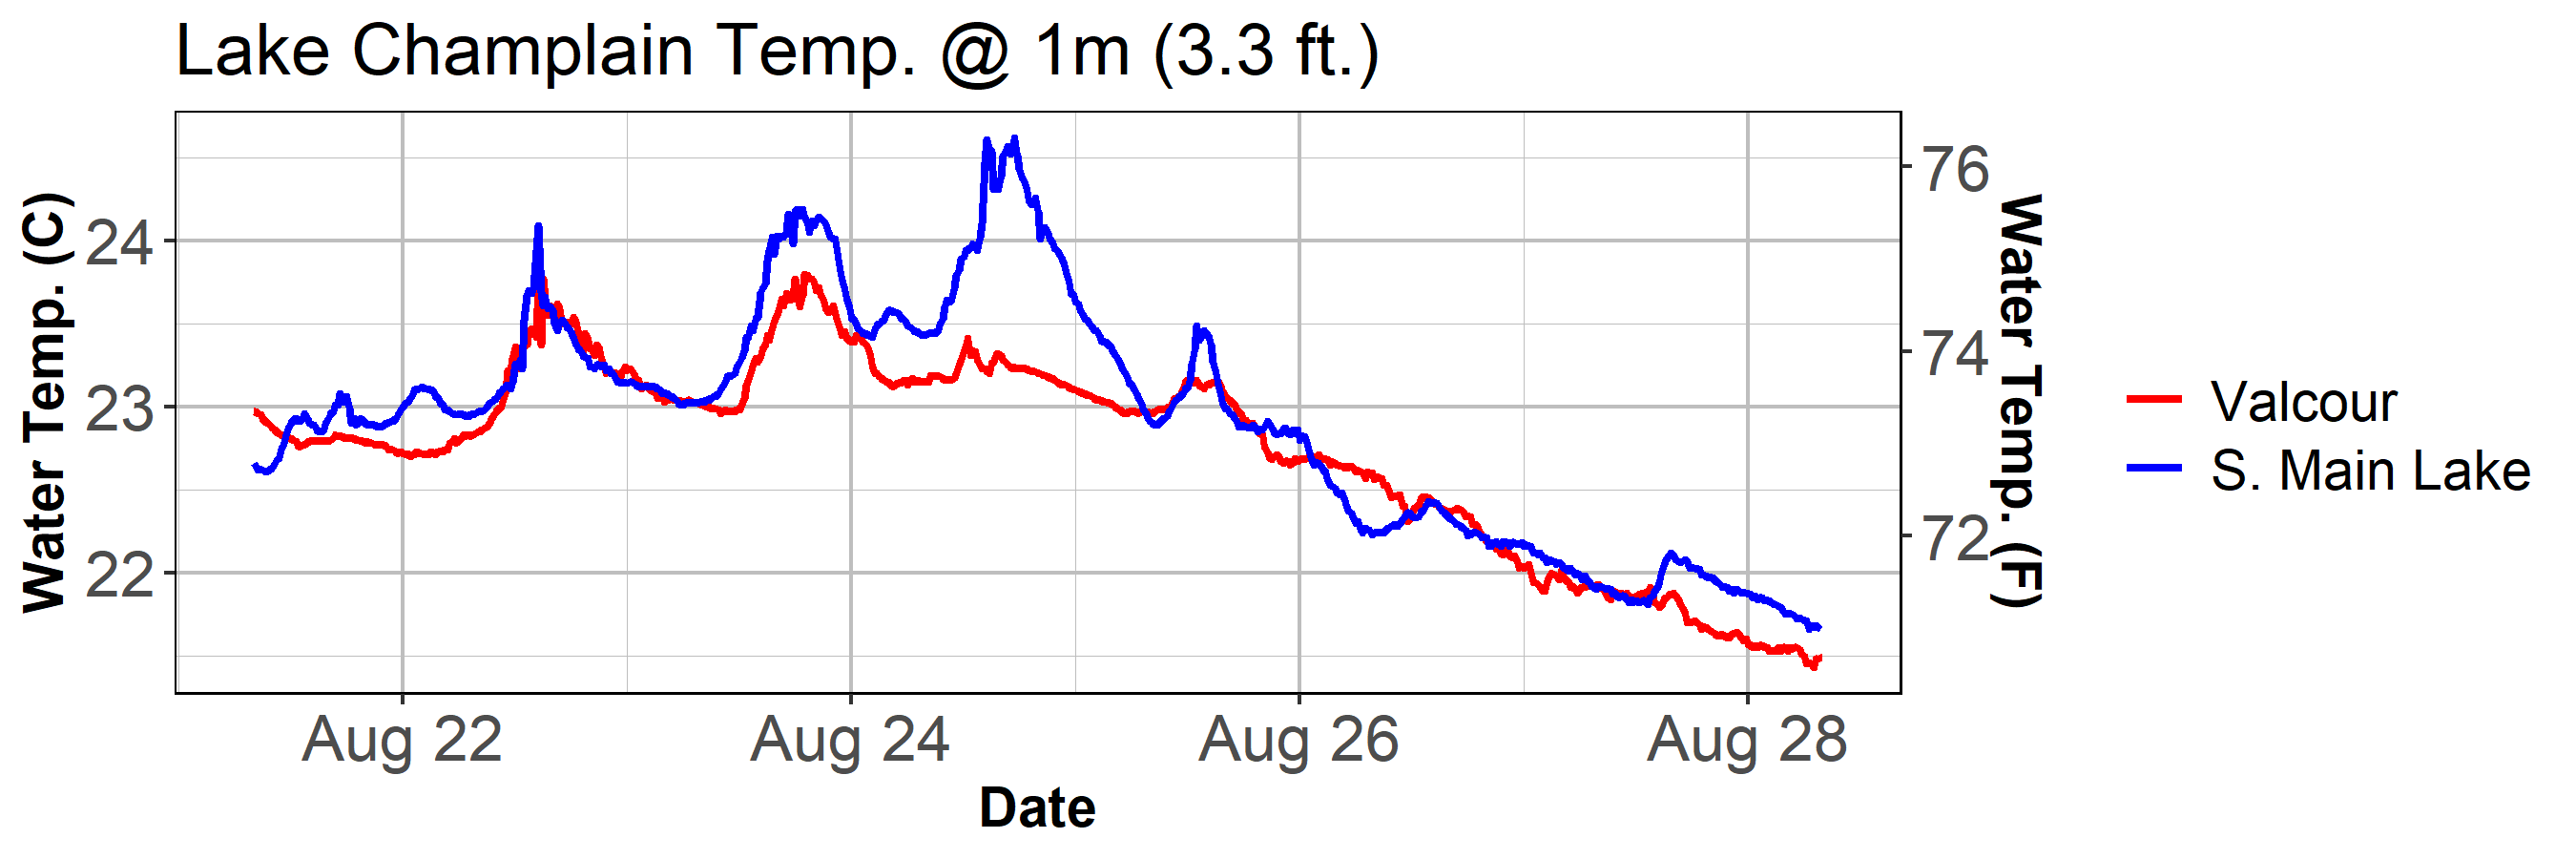 Lake Champlain Temp. @ 1m (3.3 ft.)
Water Temp. (C)
24
23
22
76
74
72
Water Temp. (F)
Aug 22
Aug 24
Aug 26
Aug 28
Date
Valcour
S. Main Lake